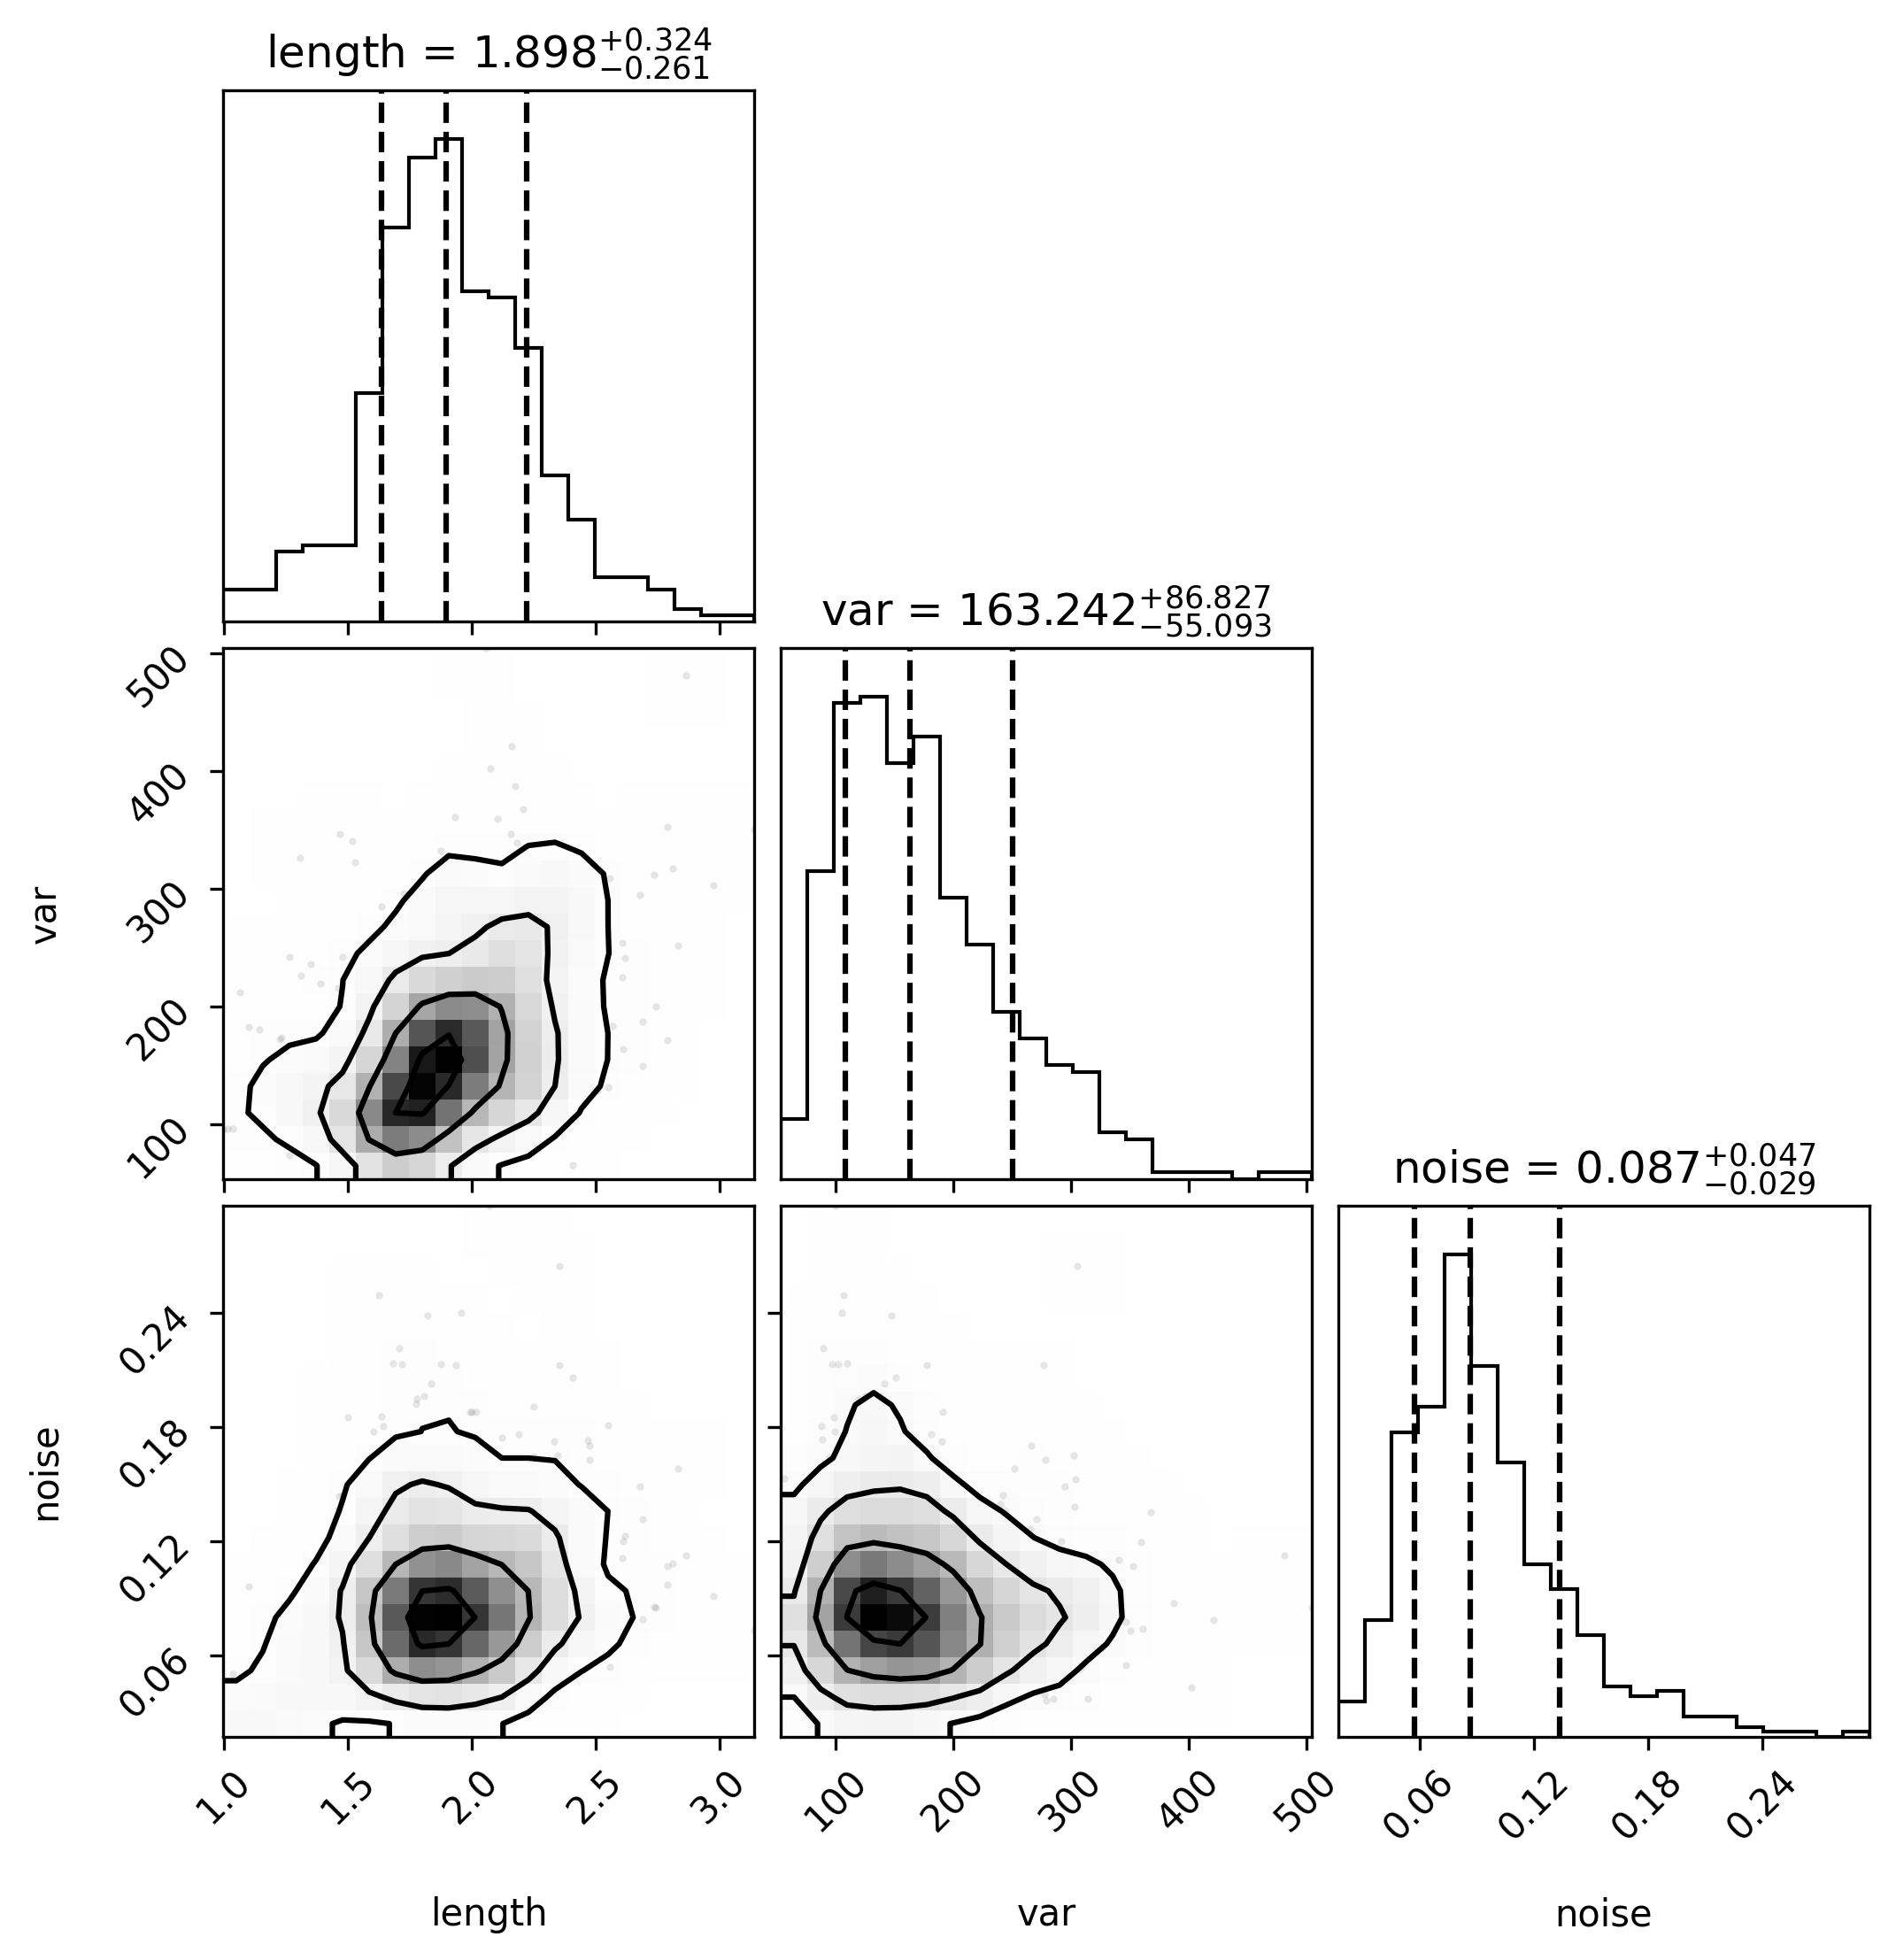 length = 1.898 +0.324 −0.261
var = 163.242 +86.827 −55.093
500
400
300
200
100
var
noise = 0.087 +0.047 −0.029
0.24
0.18
0.12
0.06
noise
1.0 1.5 2.0 2.5 3.0 100 200 300 400 500 0.06 0.12 0.18 0.24
length var noise